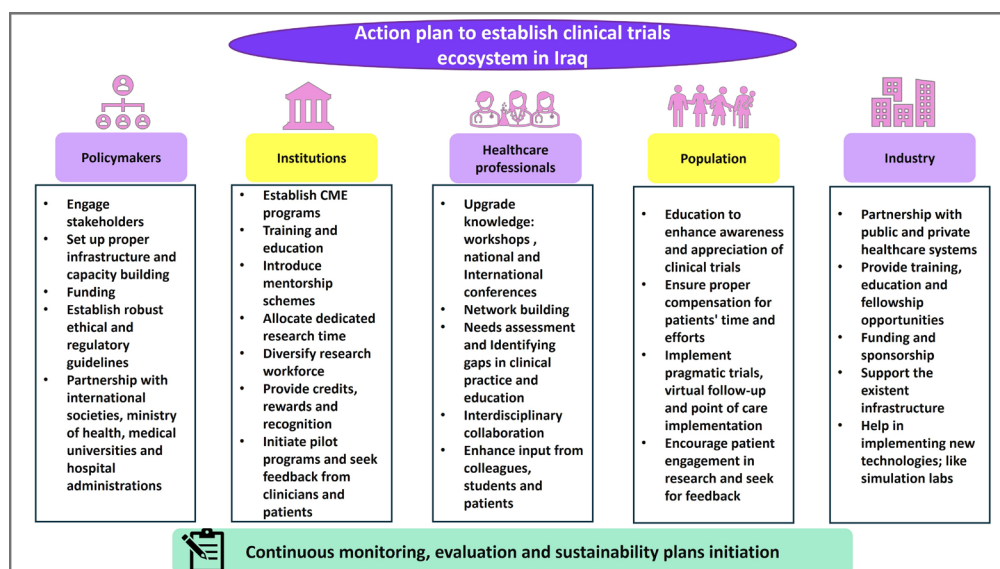 Action plan to establish clinical trials
ecosystem in Iraq
Policymakers
• Engage
stakeholders
• Set up proper
infrastructure and
capacity building
• Funding
• Establish robust
ethical and
regulatory
guidelines
• Partnership with
international
societies, ministry
of health, medical
universities and
hospital
administrations
Institutions
• Establish CME
programs
• Training and
education
• Introduce
mentorship
schemes
• Allocate dedicated
research time
• Diversify research
workforce
• Provide credits,
rewards and
recognition
• Initiate pilot
programs and seek
feedback from
clinicians and
patients
Healthcare
professionals
• Upgrade
knowledge:
workshops ,
national and
International
conferences
• Network building
• Needs assessment
and Identifying
gaps in clinical
practice and
education
• Interdisciplinary
collaboration
• Enhance input from
colleagues,
students and
patients
Population
• Education to
enhance awareness
and appreciation of
clinical trials
• Ensure proper
compensation for
patients' time and
efforts
• Implement
pragmatic trials,
virtual follow-up
and point of care
implementation
• Encourage patient
engagement in
research and seek
for feedback
Industry
• Partnership with
public and private
healthcare systems
• Provide training,
education and
fellowship
opportunities
• Funding and
sponsorship
• Support the
existent
infrastructure
• Help in
implementing new
technologies; like
simulation labs
Continuous monitoring, evaluation and sustainability plans initiation